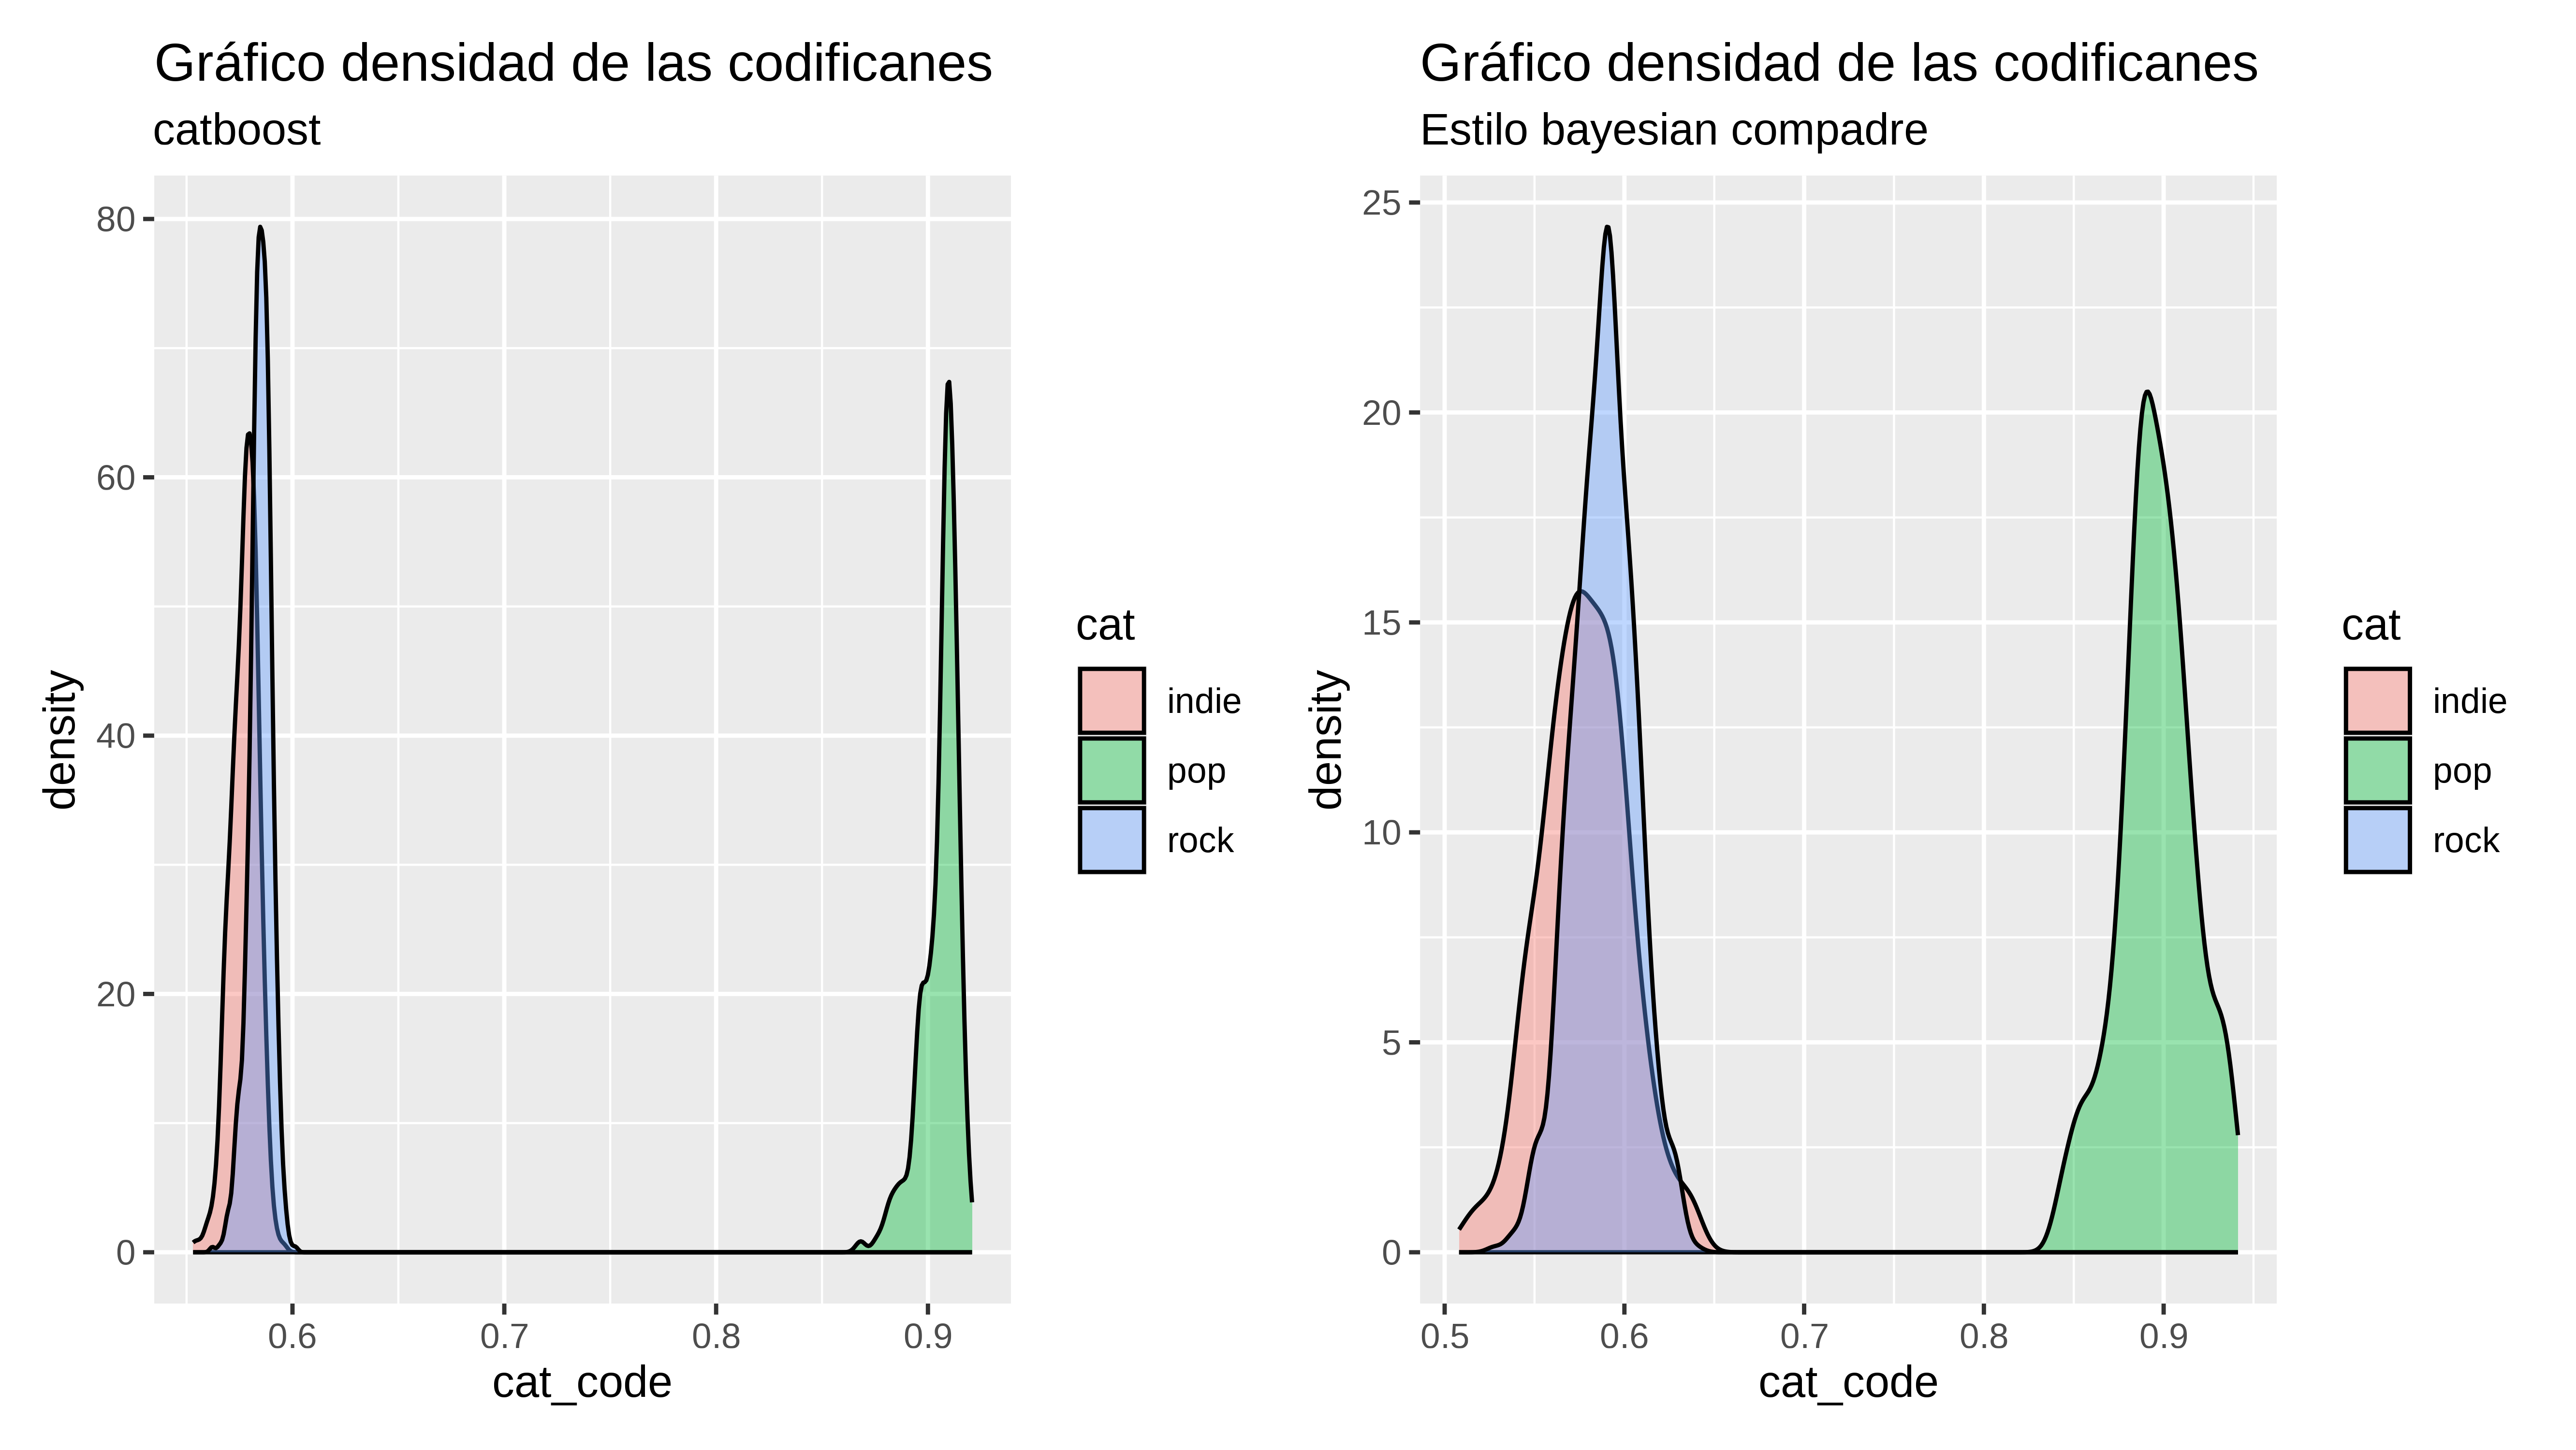 Gráfico densidad de las codificanes
catboost
80
60
40
20
0
density
0.6 0.7 0.8 0.9
cat_code
cat
indie
pop
rock
Gráfico densidad de las codificanes
Estilo bayesian compadre
25
20
15
10
5
0
density
0.5 0.6 0.7 0.8 0.9
cat_code
cat
indie
pop
rock